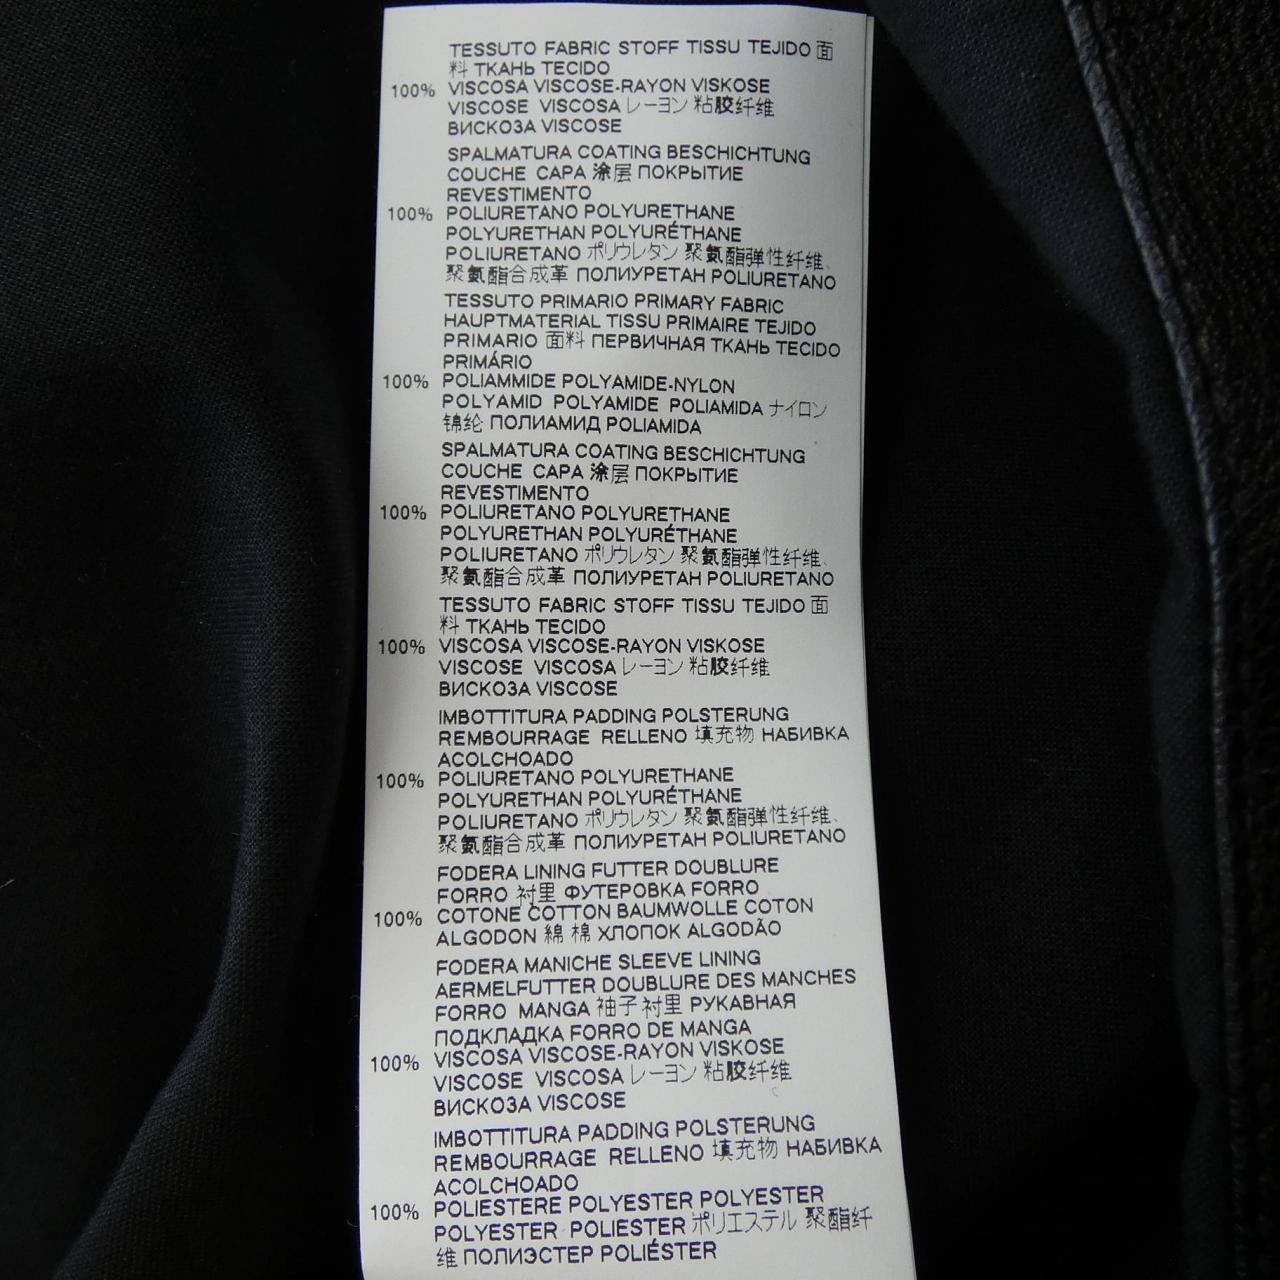 TESSUTO FABRIC STOFF TISSU TEJIDO 面
料 ТКАНЬ TECIDO
100% VISCOSA VISCOSE-RAYON VISKOSE
VISCOSE VISCOSA レーヨン 粘胶纤维
ВИСКОЗА VISCOSE
SPALMATURA COATING BESCHICHTUNG
COUCHE CAPA 涂层 ПОКРЫТИЕ
REVESTIMENTO
100% POLIURETANO POLYURETHANE
POLYURETHAN POLYURÉTHANE
POLIURETANO ポリウレタン 聚氨酯弹性纤维、
聚氨酯合成革 ПОЛИУРЕТАН POLIURETANO
TESSUTO PRIMARIO PRIMARY FABRIC
HAUPTMATERIAL TISSU PRIMAIRE TEJIDO
PRIMARIO 面料 ПЕРВИЧНАЯ ТКАНЬ TECIDO
PRIMÁRIO
100% POLIAMMIDE POLYAMIDE-NYLON
POLYAMID POLYAMIDE POLIAMIDA ナイロン
锦纶 ПОЛИАМИД POLIAMIDA
SPALMATURA COATING BESCHICHTUNG
COUCHE CAPA 涂层 ПОКРЫТИЕ
REVESTIMENTO
100% POLIURETANO POLYURETHANE
POLYURETHAN POLYURÉTHANE
POLIURETANO ポリウレタン 聚氨酯弹性纤维、
聚氨酯合成革 ПОЛИУРЕТАН POLIURETANO
TESSUTO FABRIC STOFF TISSU TEJIDO 面
料 ТКАНЬ TECIDO
100% VISCOSA VISCOSE-RAYON VISKOSE
VISCOSE VISCOSA レーヨン 粘胶纤维
ВИСКОЗА VISCOSE
IMBOTTITURA PADDING POLSTERUNG
REMBOURRAGE RELLENO 填充物 НАБИВКА
ACOLCHOADO
100% POLIURETANO POLYURETHANE
POLYURETHAN POLYURÉTHANE
POLIURETANO ポリウレタン 聚氨酯弹性纤维、
聚氨酯合成革 ПОЛИУРЕТАН POLIURETANO
FODERA LINING FUTTER DOUBLURE
FORRO 衬里 ФУТЕРОВКА FORRO
100% COTONE COTTON BAUMWOLLE COTON
ALGODON 綿 棉 ХЛОПОК ALGODÃO
FODERA MANICHE SLEEVE LINING
AERMELFUTTER DOUBLURE DES MANCHES
FORRO MANGA 袖子衬里 РУКАВНАЯ
ПОДКЛАДКА FORRO DE MANGA
100% VISCOSA VISCOSE-RAYON VISKOSE
VISCOSE VISCOSA レーヨン 粘胶纤维
ВИСКОЗА VISCOSE
IMBOTTITURA PADDING POLSTERUNG
REMBOURRAGE RELLENO 填充物 НАБИВКА
ACOLCHOADO
100% POLIESTERE POLYESTER POLYESTER
POLYESTER POLIESTER ポリエステル 聚酯纤
维 ПОЛИЭСТЕР POLIÉSTER